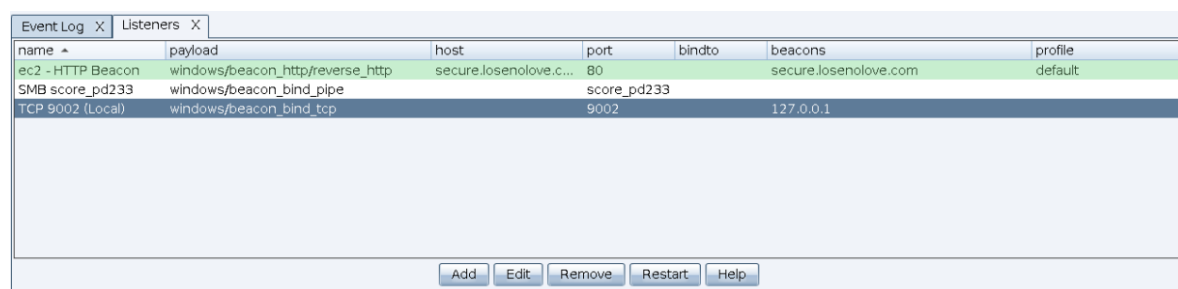 Event Log X Listeners X
name payload host port bindto beacons profile
ec2 - HTTP Beacon windows/beacon_http/reverse_http secure.losenolove.c... 80 secure.losenolove.com default
SMB score_pd233 windows/beacon_bind_pipe score_pd233
TCP 9002 (Local) windows/beacon_bind_tcp 9002 127.0.0.1
Add Edit Remove Restart Help